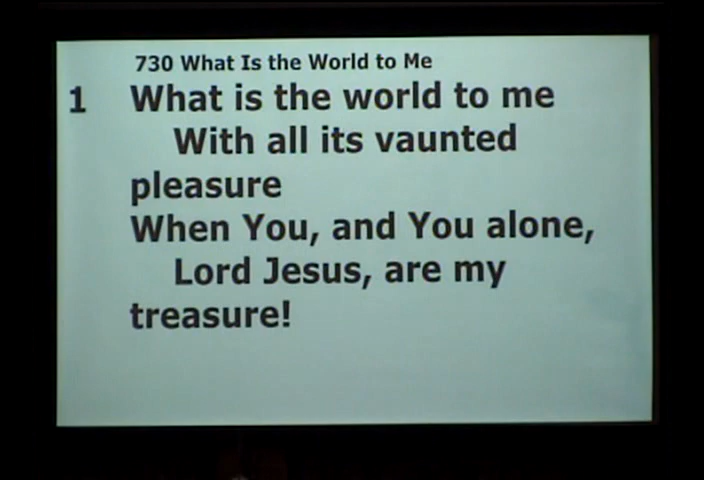 730 What Is the World to Me
1 What is the world to me
With all its vaunted
pleasure
When You, and You alone,
Lord Jesus, are my
treasure!